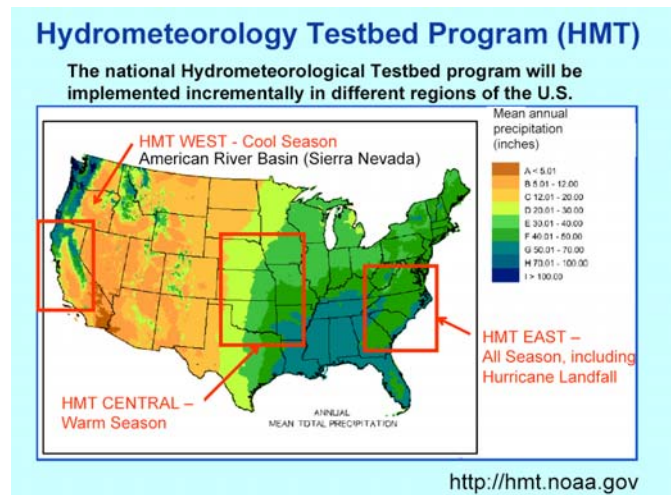 Hydrometeorology Testbed Program (HMT)
The national Hydrometeorological Testbed program will be
implemented incrementally in different regions of the U.S.
HMT WEST - Cool Season
American River Basin (Sierra Nevada)
Mean annual
precipitation
(inches)
A < 5.01
B 5.01 - 12.00
C 12.01 - 20.00
D 20.01 - 30.00
E 30.01 - 40.00
F 40.01 - 50.00
G 50.01 - 70.00
H 70.01 - 100.00
I > 100.00
HMT EAST –
All Season, including
Hurricane Landfall
HMT CENTRAL –
Warm Season
ANNUAL
MEAN TOTAL PRECIPITATION
http://hmt.noaa.gov